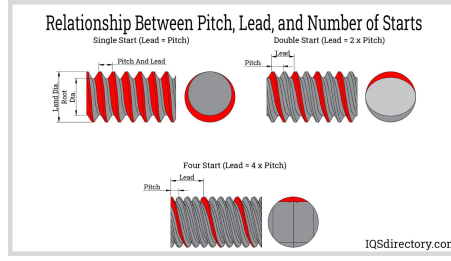 Relationship Between Pitch, Lead, and Number of Starts
Single Start (Lead = Pitch)
Pitch And Lead
Land Dia.
Root
Dia.
Double Start (Lead = 2 x Pitch)
Lead
Pitch
Four Start (Lead = 4 x Pitch)
Lead
Pitch
IQSdirectory.com